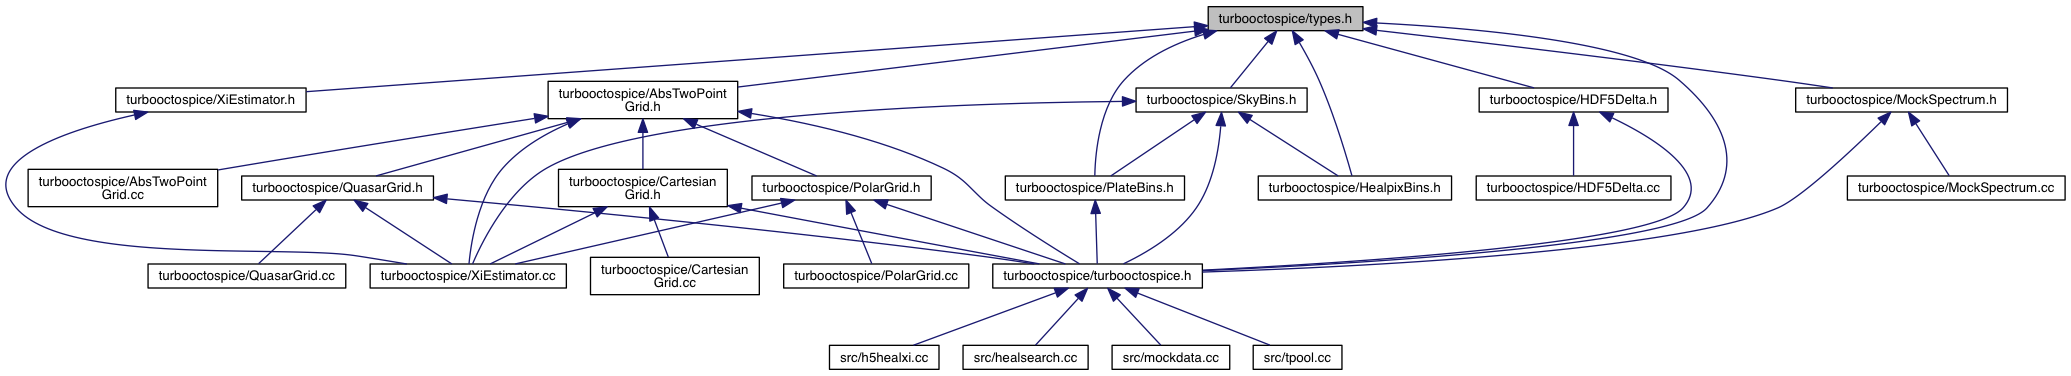 turbooctospice/types.h
turbooctospice/XiEstimator.h
turbooctospice/AbsTwoPoint
Grid.h
turbooctospice/SkyBins.h
turbooctospice/HDF5Delta.h
turbooctospice/MockSpectrum.h
turbooctospice/AbsTwoPoint
Grid.cc
turbooctospice/QuasarGrid.h
turbooctospice/Cartesian
Grid.h
turbooctospice/PolarGrid.h
turbooctospice/PlateBins.h
turbooctospice/HealpixBins.h
turbooctospice/HDF5Delta.cc
turbooctospice/MockSpectrum.cc
turbooctospice/QuasarGrid.cc
turbooctospice/XiEstimator.cc
turbooctospice/Cartesian
Grid.cc
turbooctospice/PolarGrid.cc
turbooctospice/turbooctospice.h
src/h5healxi.cc
src/healsearch.cc
src/mockdata.cc
src/tpool.cc